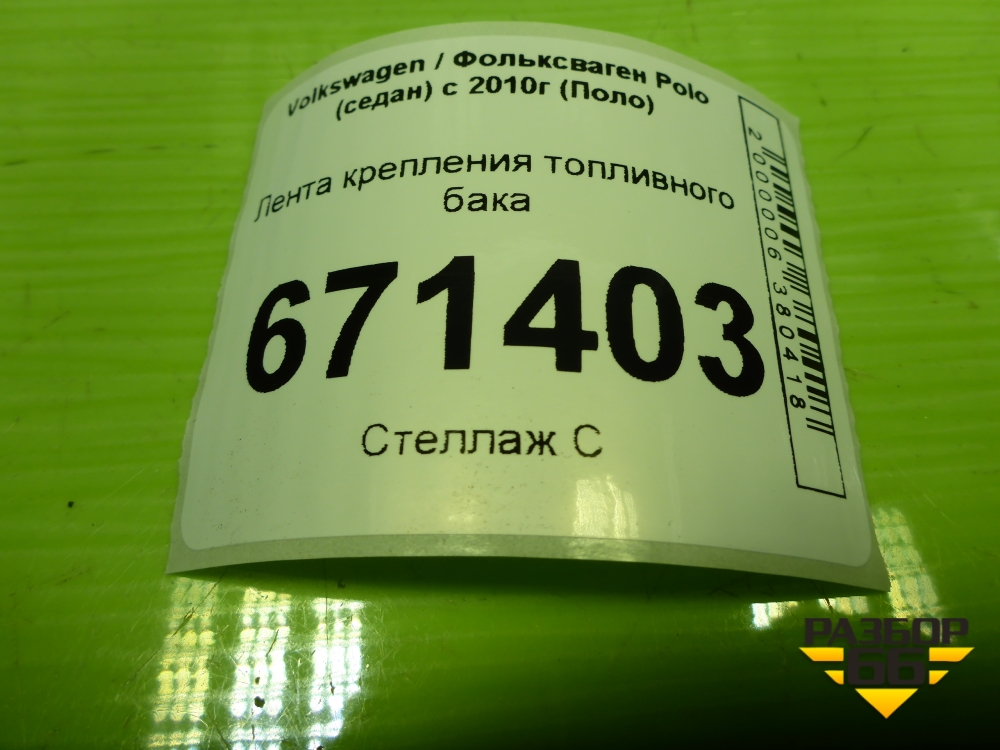 Volkswagen / Фольксваген Polo
(седан) с 2010г (Поло)
Лента крепления топливного
бака
671403
Стеллаж С
2000006380418
РАЗБОР
66